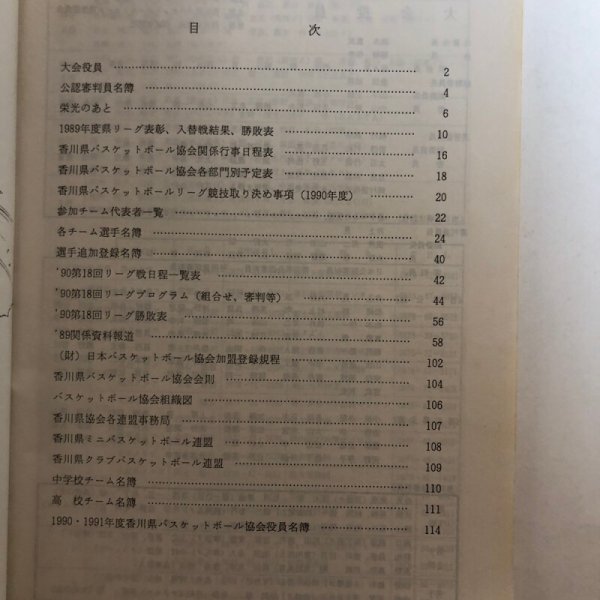 目 次
大会役員 2
公認審判員名簿 4
栄光のあと 6
1989年度県リーグ表彰、入替戦結果、勝敗表 10
香川県バスケットボール協会関係行事日程表 16
香川県バスケットボール協会各部門別予定表 18
香川県バスケットボールリーグ競技取り決め事項（1990年度） 20
参加チーム代表者一覧 22
各チーム選手名簿 24
選手追加登録名簿 40
'90第18回リーグ戦日程一覧表 42
'90第18回リーグプログラム（組合せ、審判等） 44
'90第18回リーグ勝敗表 56
'89関係資料報道 58
（財）日本バスケットボール協会加盟登録規程 102
香川県バスケットボール協会会則 104
バスケットボール協会組織図 106
香川県協会各連盟事務局 107
香川県ミニバスケットボール連盟 108
香川県クラブバスケットボール連盟 109
中学校チーム名簿 110
高 校チーム名簿 111
1990・1991年度香川県バスケットボール協会役員名簿 114